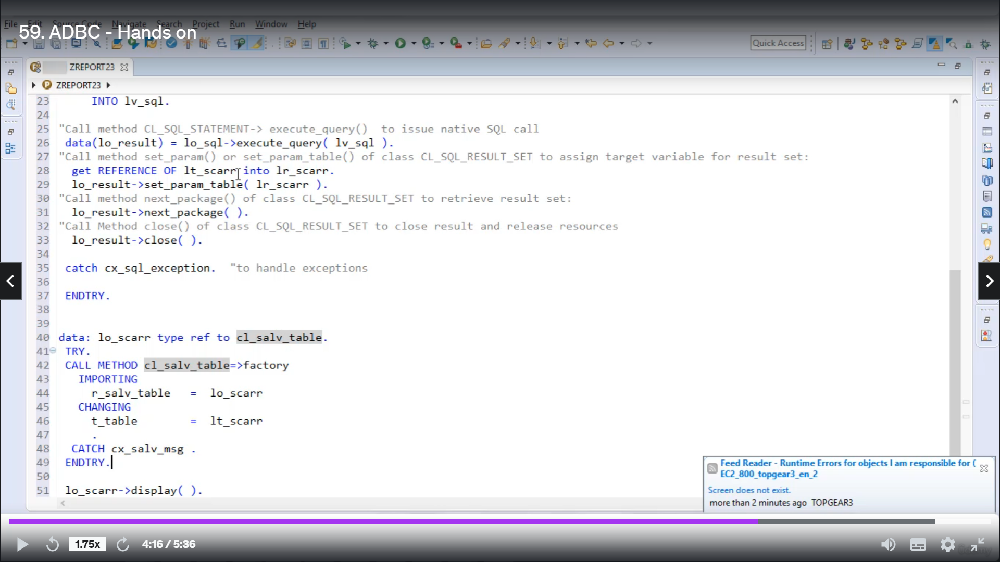 File Edit Source Code Navigate Search Project Run Window Help
59. ADBC - Hands on
Quick Access
ZREPORT23
ZREPORT23
23 INTO lv_sql.
24
25 "Call method CL_SQL_STATEMENT-> execute_query()  to issue native SQL call
26 data(lo_result) = lo_sql->execute_query( lv_sql ).
27 "Call method set_param() or set_param_table() of class CL_SQL_RESULT_SET to assign target variable for result set:
28 get REFERENCE OF lt_scarr into lr_scarr.
29 lo_result->set_param_table( lr_scarr ).
30 "Call method next_package() of class CL_SQL_RESULT_SET to retrieve result set:
31 lo_result->next_package( ).
32 "Call Method close() of class CL_SQL_RESULT_SET to close result and release resources
33 lo_result->close( ).
34
35 catch cx_sql_exception.  "to handle exceptions
36
37 ENDTRY.
38
39
40 data: lo_scarr type ref to cl_salv_table.
41 TRY.
42 CALL METHOD cl_salv_table=>factory
43 IMPORTING
44 r_salv_table   =  lo_scarr
45 CHANGING
46 t_table        =  lt_scarr
47 .
48 CATCH cx_salv_msg .
49 ENDTRY.
50
51 lo_scarr->display( ).
Feed Reader - Runtime Errors for objects I am responsible for (
EC2_800_topgear3_en_2
Screen does not exist.
more than 2 minutes ago  TOPGEAR3
1.75x
4:16 / 5:36
ûdemy